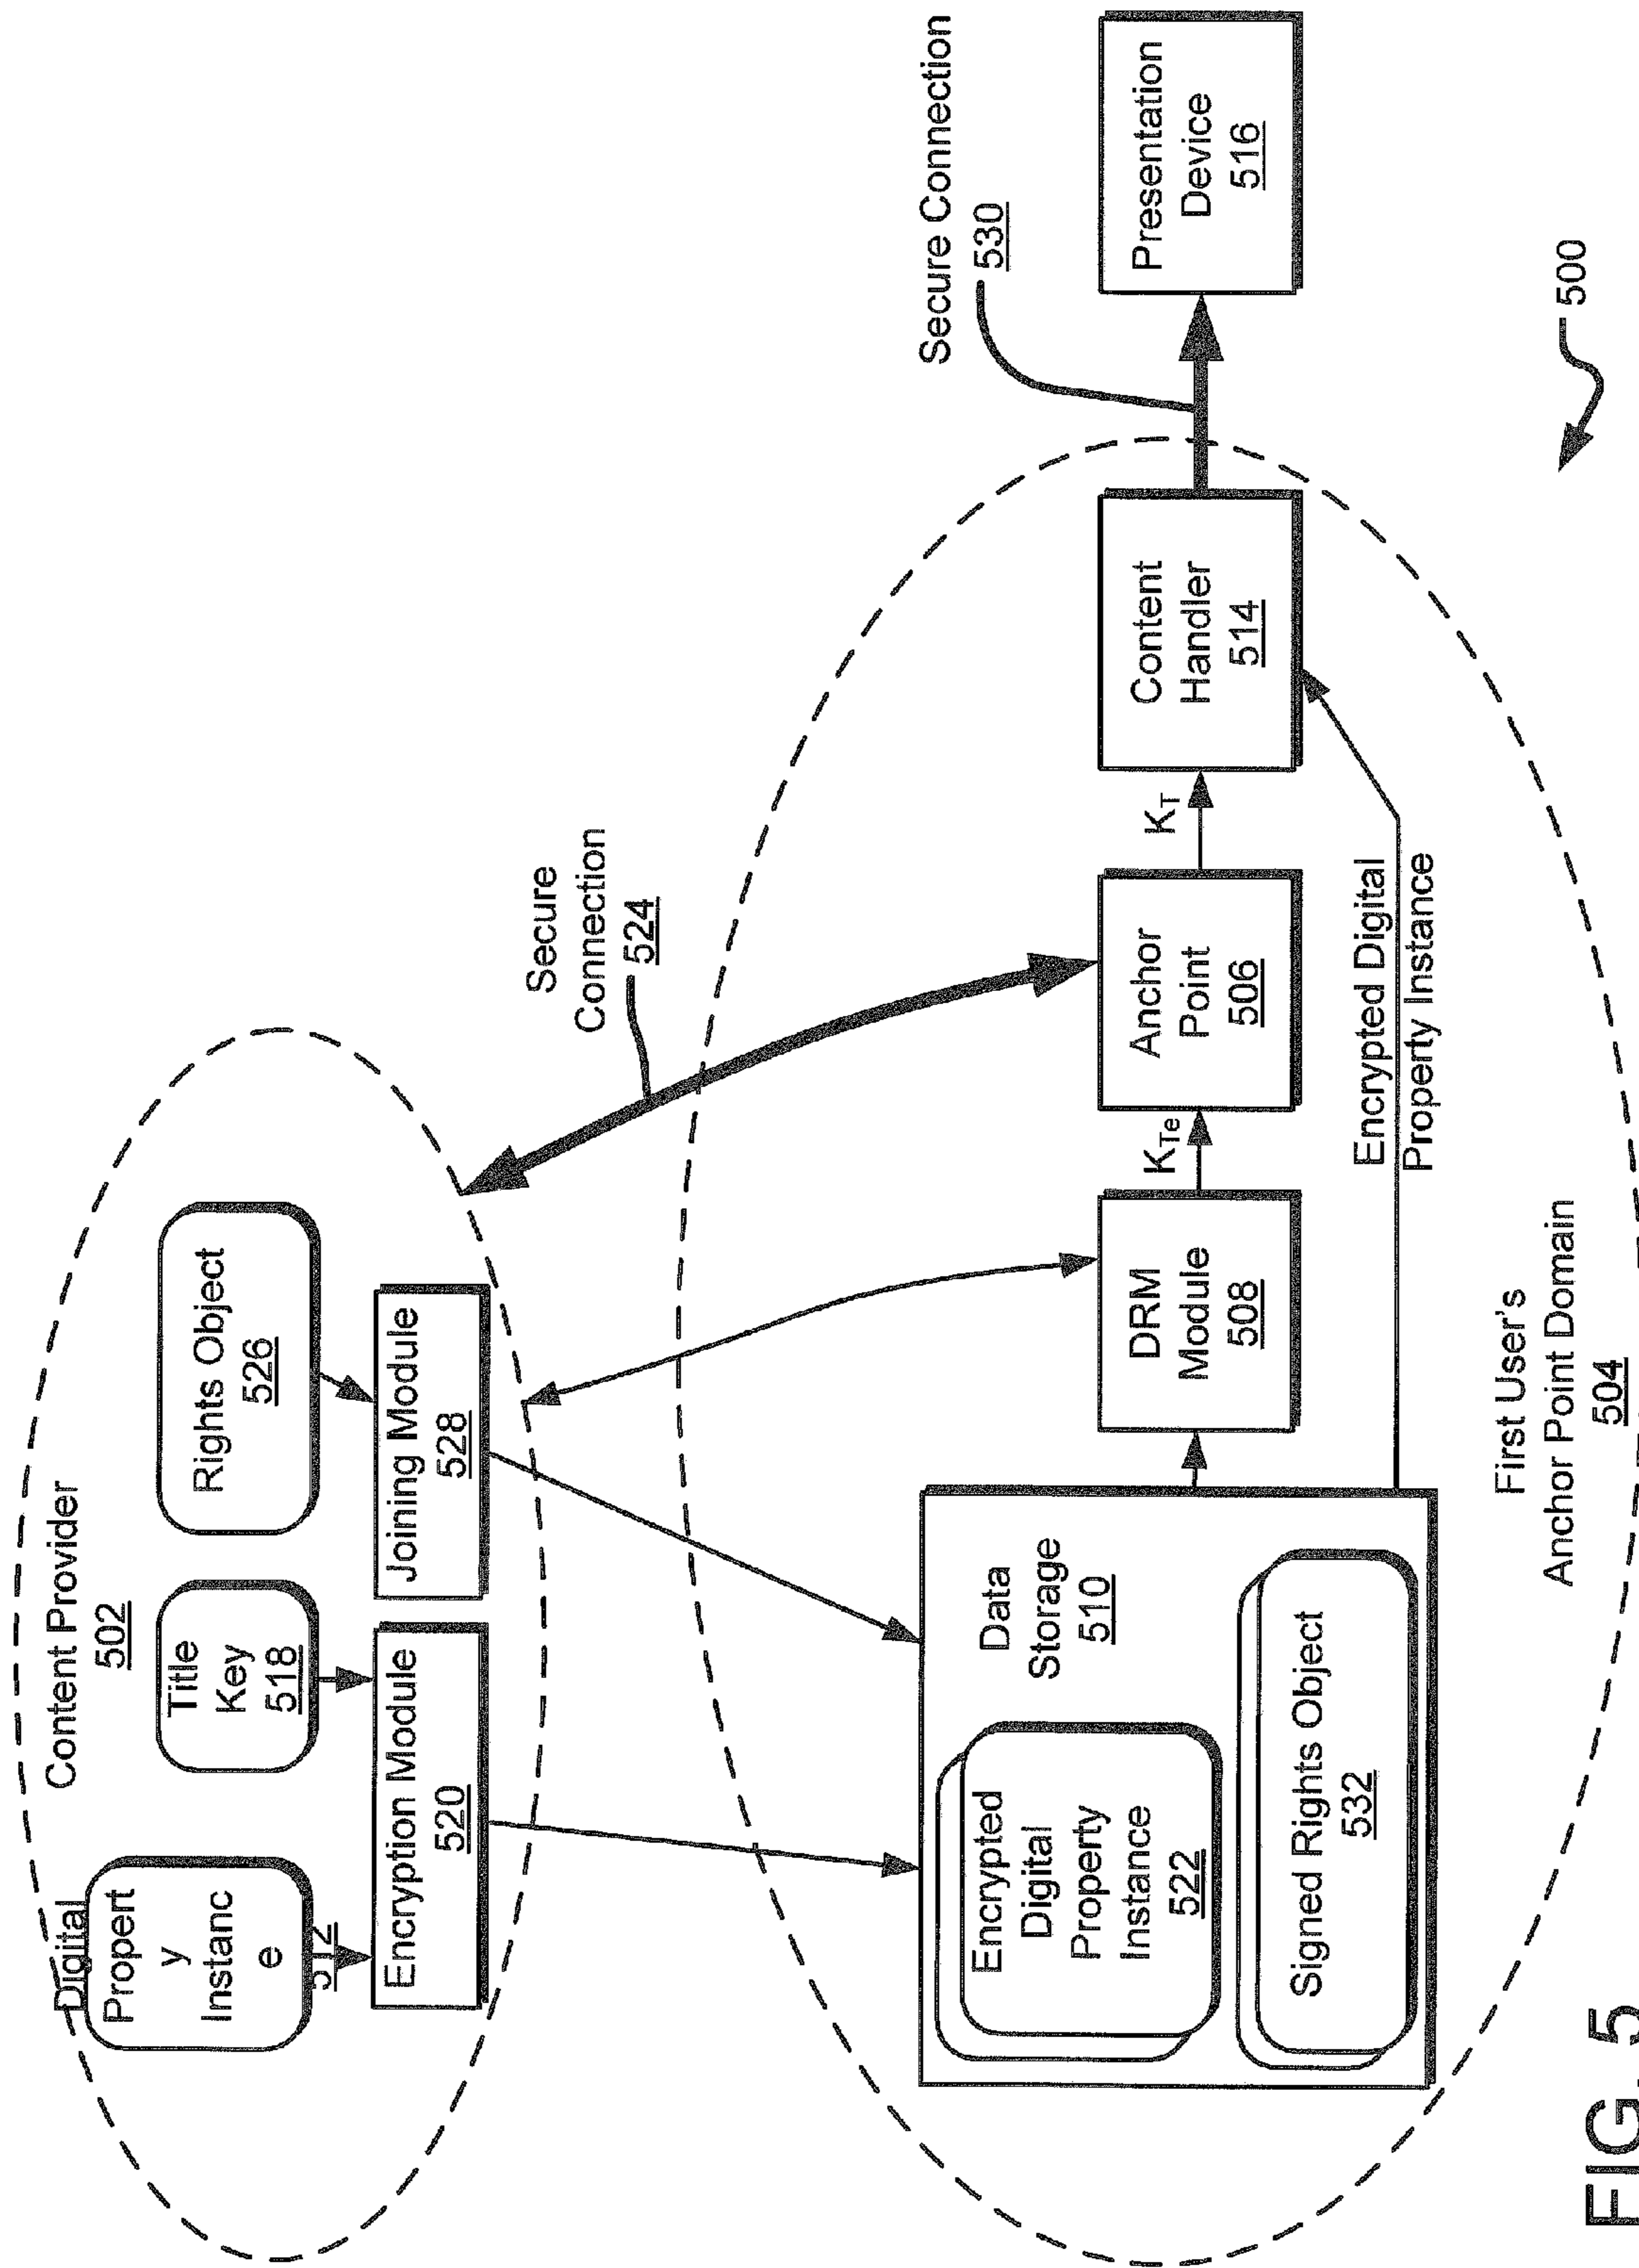 Content Provider
502
Digital
Propert
y
Instanc
e
512
Title
Key
518
Rights Object
526
Encryption Module
520
Joining Module
528
Secure
Connection
524
Secure Connection
530
Data
Storage
510
Encrypted
Digital
Property
Instance
522
Signed Rights Object
532
DRM
Module
508
KTe
Anchor
Point
506
KT
Content
Handler
514
Presentation
Device
516
Encrypted Digital
Property Instance
First User's
Anchor Point Domain
504
500
FIG. 5